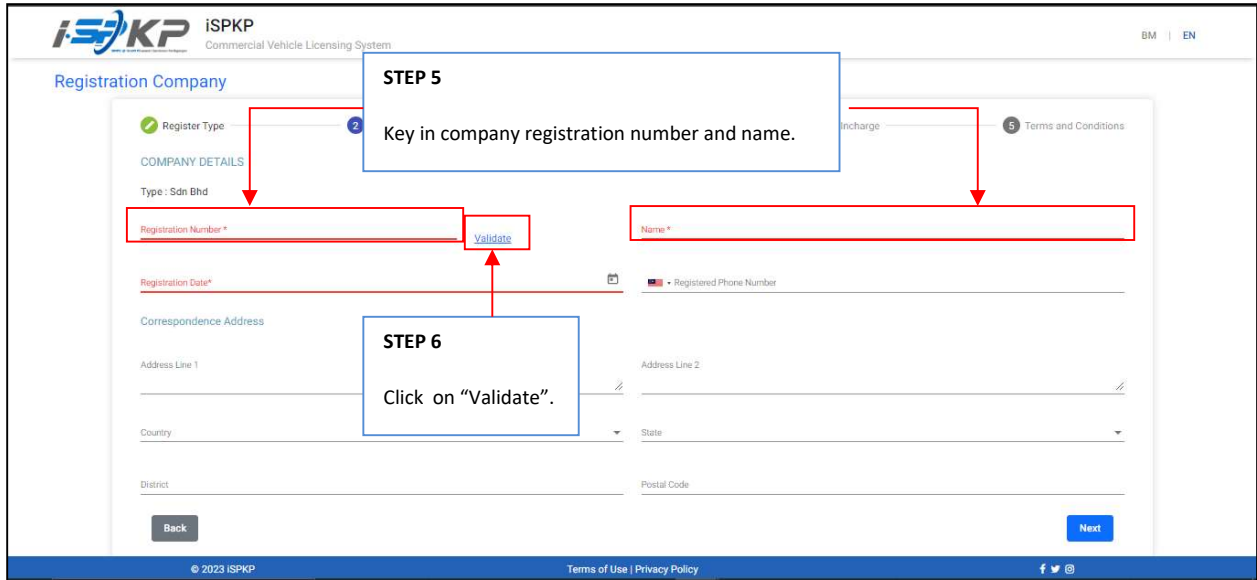 i-SPKP
iSPKP
Commercial Vehicle Licensing System
BM | EN
Registration Company
STEP 5
Key in company registration number and name.
Register Type
2
Incharge
5 Terms and Conditions
COMPANY DETAILS
Type : Sdn Bhd
Registration Number *
Validate
Name *
Registration Date*
Registered Phone Number
Correspondence Address
STEP 6
Click on “Validate”.
Address Line 1
Address Line 2
Country
State
District
Postal Code
Back
Next
© 2023 iSPKP
Terms of Use | Privacy Policy